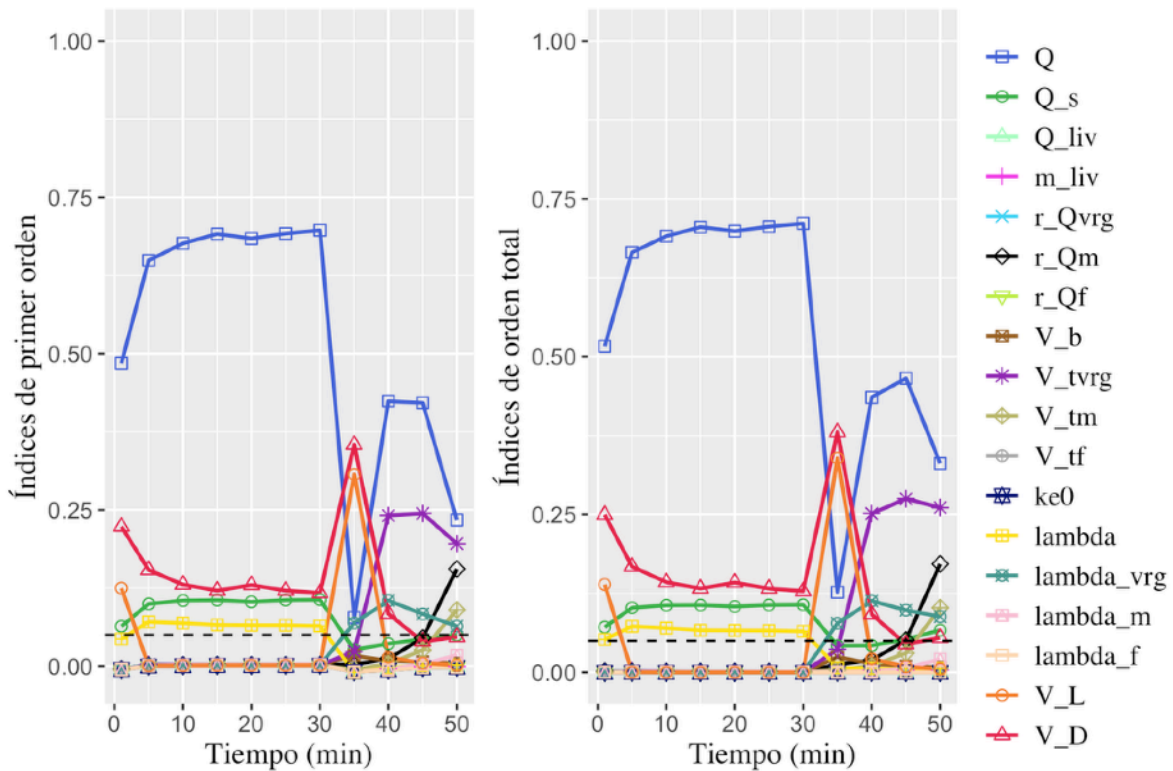 Índices de primer orden
1.00
0.75
0.50
0.25
0.00
0
10
20
30
40
50
Tiempo (min)
Índices de orden total
1.00
0.75
0.50
0.25
0.00
0
10
20
30
40
50
Tiempo (min)
Q
Q_s
Q_liv
m_liv
r_Qvrg
r_Qm
r_Qf
V_b
V_tvrg
V_tm
V_tf
ke0
lambda
lambda_vrg
lambda_m
lambda_f
V_L
V_D